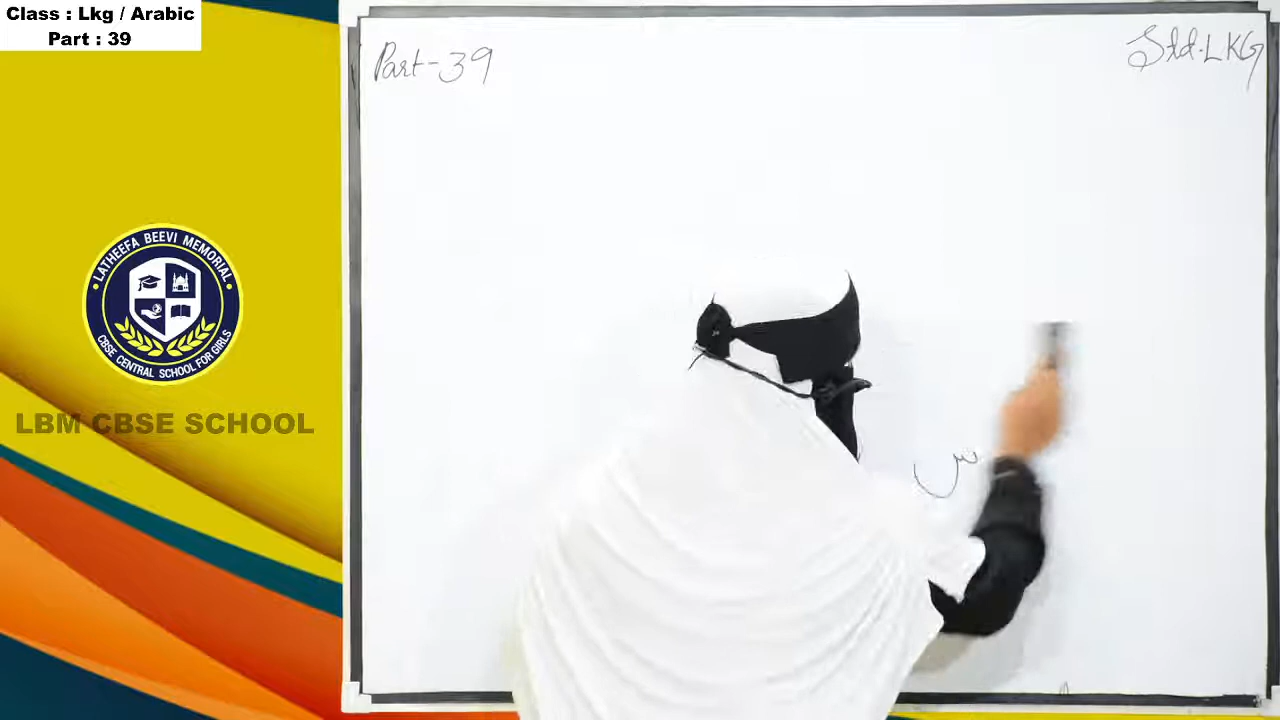 Class : Lkg / Arabic
Part : 39
Part-39
Std-LKG
LATHEEFA BEEVI MEMORIAL
CBSE CENTRAL SCHOOL FOR GIRLS
LBM CBSE SCHOOL
س